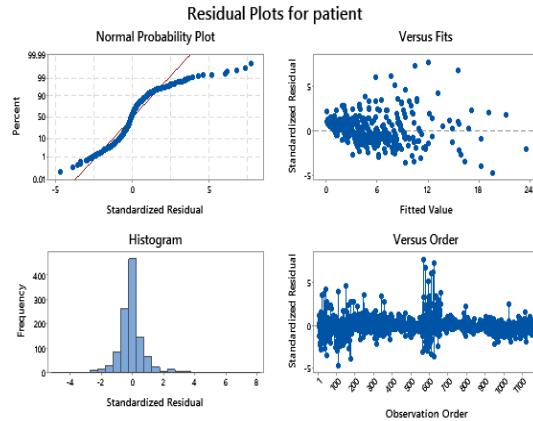 Residual Plots for patient
Normal Probability Plot
99.99
99
90
50
10
1
0.01
Percent
-5 0 5
Standardized Residual
Versus Fits
5
0
-5
Standardized Residual
0 6 12 18 24
Fitted Value
Histogram
400
300
200
100
0
Frequency
-4 -2 0 2 4 6 8
Standardized Residual
Versus Order
5
0
-5
Standardized Residual
1 100 200 300 400 500 600 700 800 900 1000 1100
Observation Order